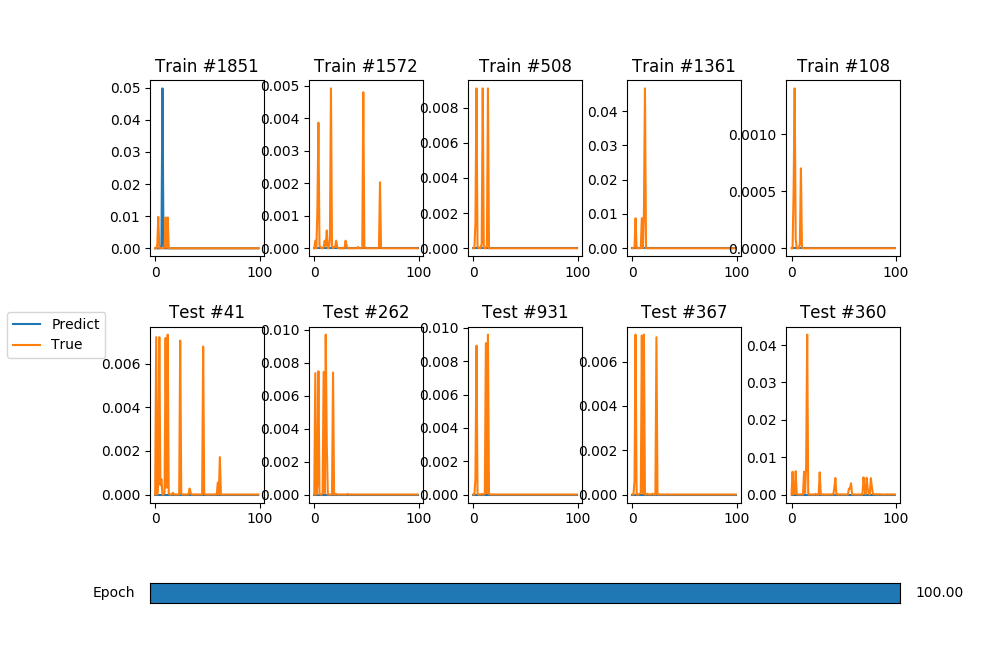 Train #1851 Train #1572 Train #508 Train #1361 Train #108
0.05 0.04 0.03 0.02 0.01 0.00
0.005 0.004 0.003 0.002 0.001 0.000
0.008 0.006 0.004 0.002 0.000
0.04 0.03 0.02 0.01 0.00
0.0010 0.0005 0.0000
0 100 0 100 0 100 0 100 0 100
Predict
True
Test #41 Test #262 Test #931 Test #367 Test #360
0.006 0.004 0.002 0.000
0.010 0.008 0.006 0.004 0.002 0.000
0.010 0.008 0.006 0.004 0.002 0.000
0.006 0.004 0.002 0.000
0.04 0.03 0.02 0.01 0.00
0 100 0 100 0 100 0 100 0 100
Epoch 100.00